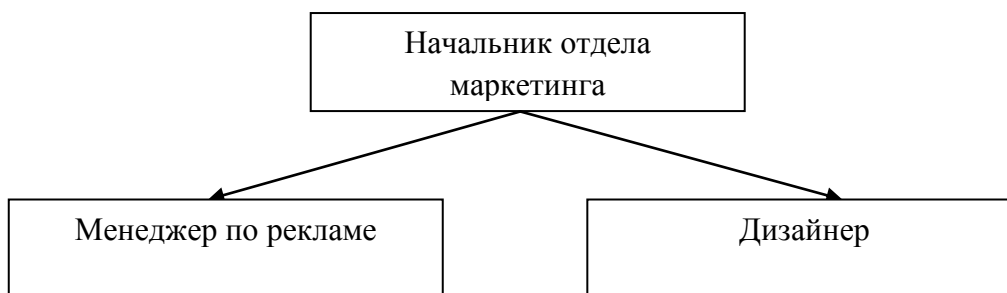 Начальник отдела
маркетинга
Менеджер по рекламе
Дизайнер